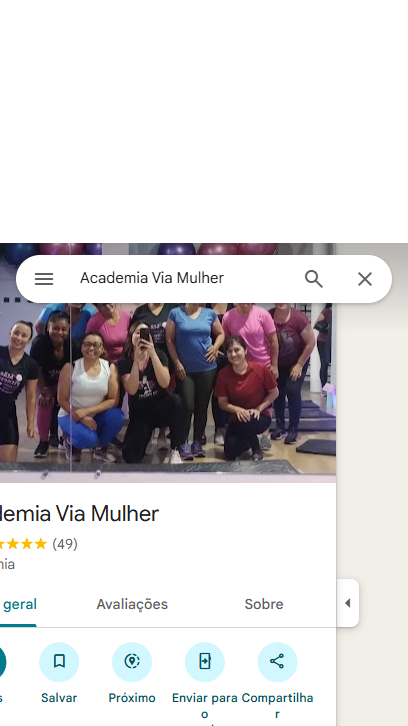 Academia Via Mulher
demia Via Mulher
(49)
nia
geral Avaliações Sobre
s Salvar Próximo Enviar para o Compartilhar